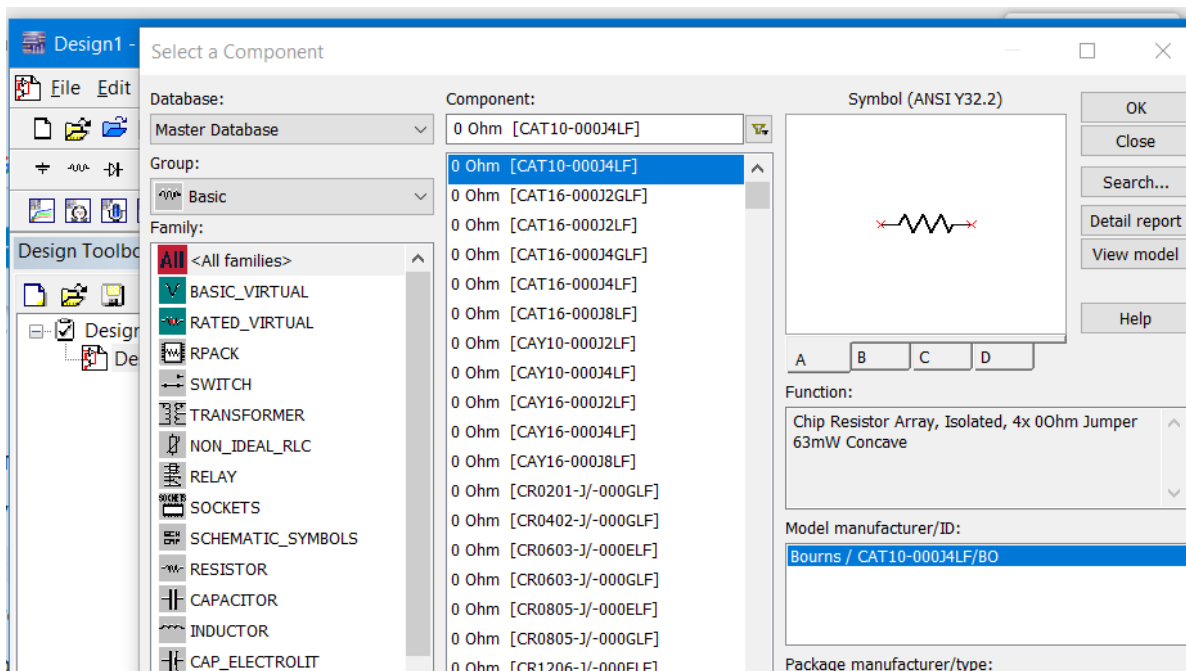 Design1 -
Select a Component
File Edit
Database:
Master Database
Group:
Basic
Family:
All <All families>
BASIC_VIRTUAL
RATED_VIRTUAL
RPACK
SWITCH
TRANSFORMER
NON_IDEAL_RLC
RELAY
SOCKETS
SCHEMATIC_SYMBOLS
RESISTOR
CAPACITOR
INDUCTOR
CAP_ELECTROLIT
Design Toolbo
Design
De
Component:
0 Ohm [CAT10-000J4LF]
0 Ohm [CAT10-000J4LF]
0 Ohm [CAT16-000J2GLF]
0 Ohm [CAT16-000J2LF]
0 Ohm [CAT16-000J4GLF]
0 Ohm [CAT16-000J4LF]
0 Ohm [CAT16-000J8LF]
0 Ohm [CAY10-000J2LF]
0 Ohm [CAY10-000J4LF]
0 Ohm [CAY16-000J2LF]
0 Ohm [CAY16-000J4LF]
0 Ohm [CAY16-000J8LF]
0 Ohm [CR0201-J/-000GLF]
0 Ohm [CR0402-J/-000GLF]
0 Ohm [CR0603-J/-000ELF]
0 Ohm [CR0603-J/-000GLF]
0 Ohm [CR0805-J/-000ELF]
0 Ohm [CR0805-J/-000GLF]
0 Ohm [CR1206-J/-000ELF]
Symbol (ANSI Y32.2)
A B C D
Function:
Chip Resistor Array, Isolated, 4x 0Ohm Jumper
63mW Concave
Model manufacturer/ID:
Bourns / CAT10-000J4LF/BO
Package manufacturer/type:
OK
Close
Search...
Detail report
View model
Help